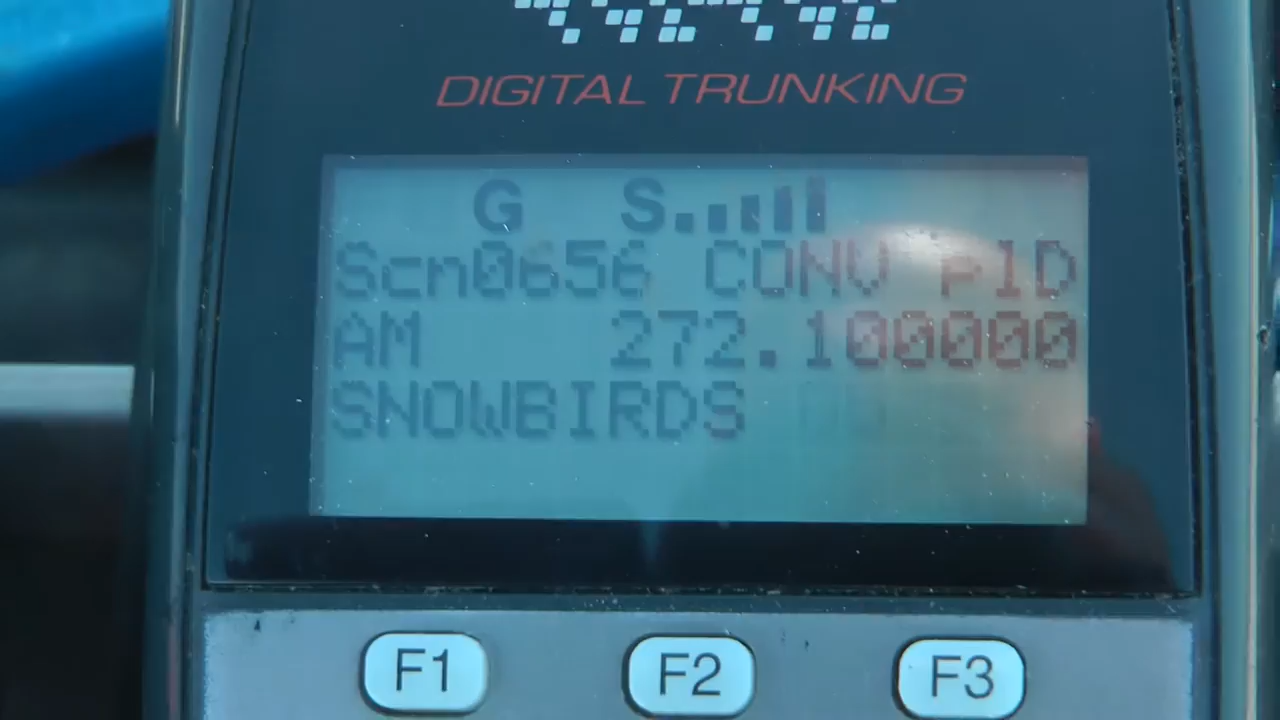 DIGITAL TRUNKING
G S
Scn0656 CONV pID
AM 272.100000
SNOWBIRDS
F1 F2 F3